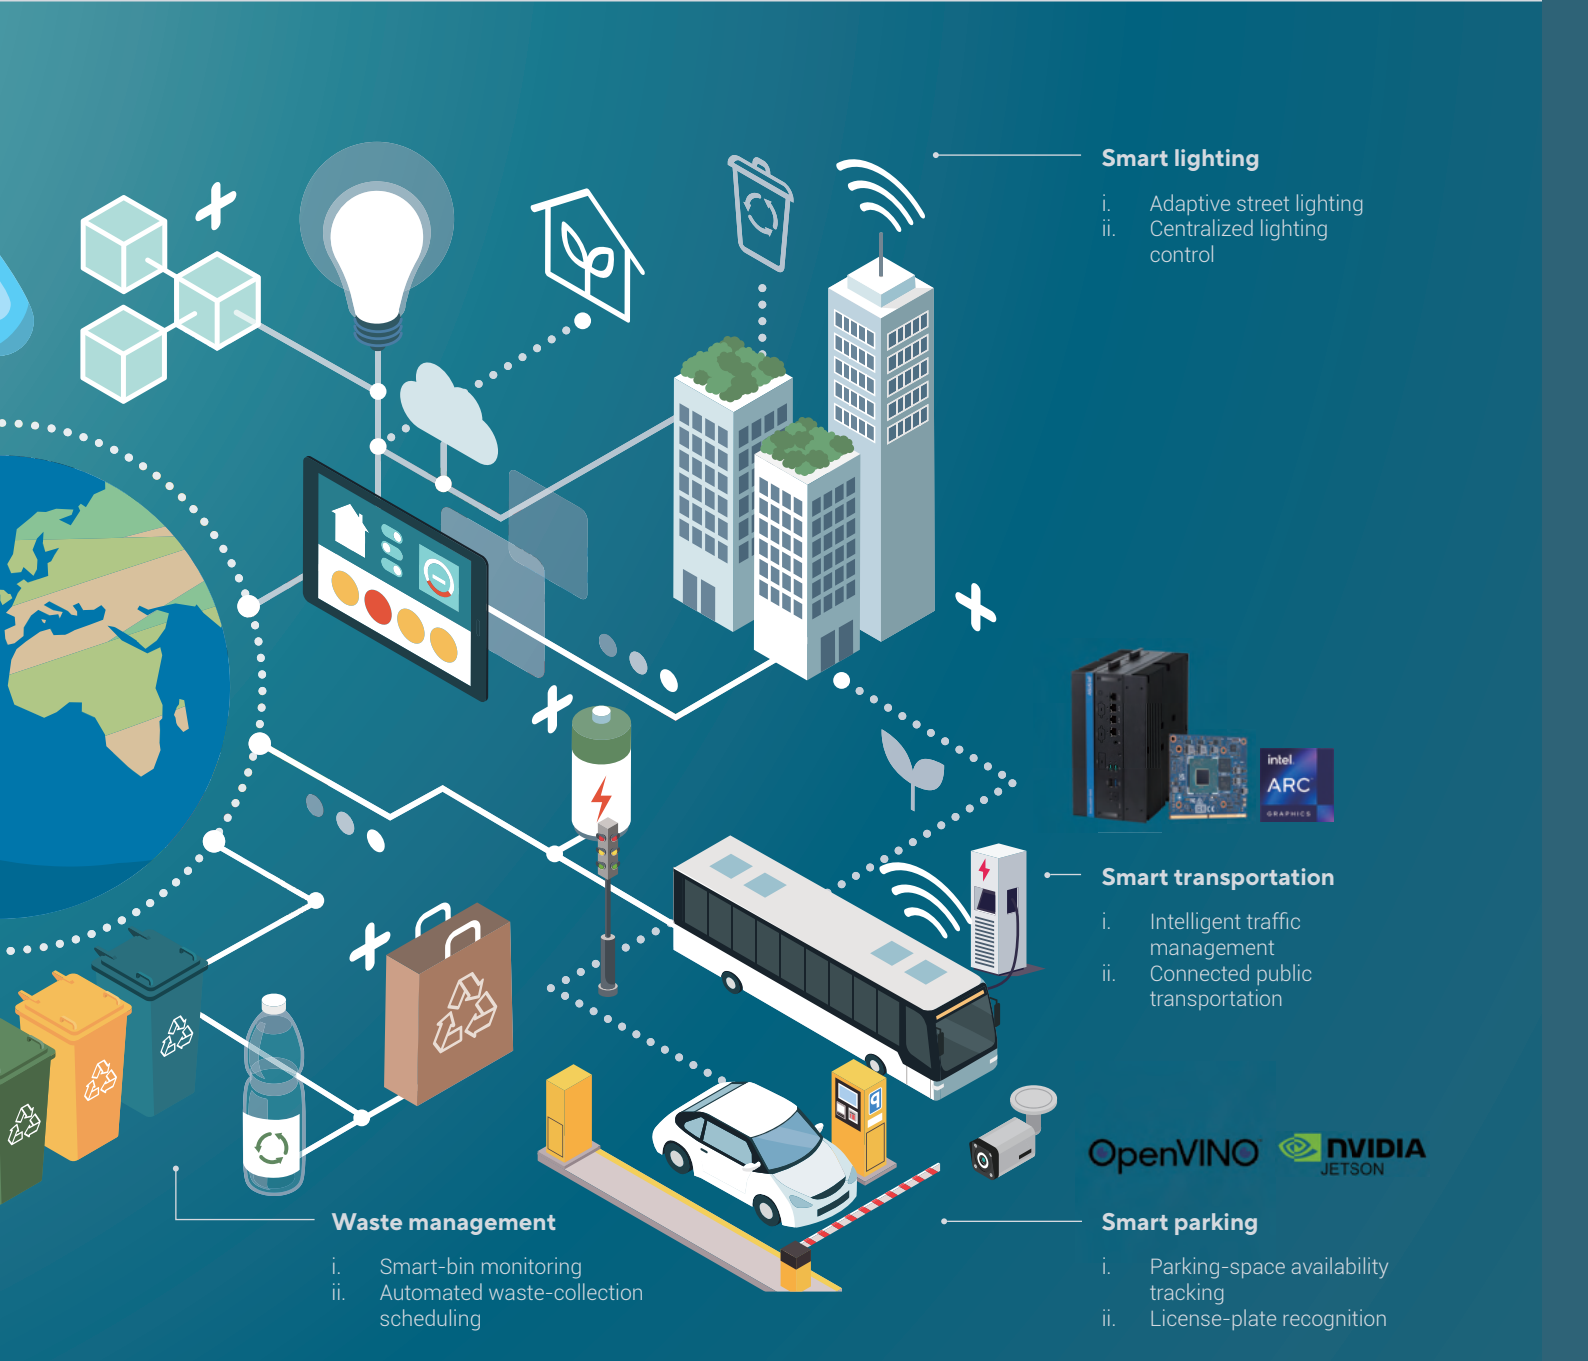 Smart lighting
i. Adaptive street lighting
ii. Centralized lighting
control
intel.
ARC
GRAPHICS
Smart transportation
i. Intelligent traffic
management
ii. Connected public
transportation
P
OpenVINO
NVIDIA
JETSON
Waste management
i. Smart-bin monitoring
ii. Automated waste-collection
scheduling
Smart parking
i. Parking-space availability
tracking
ii. License-plate recognition